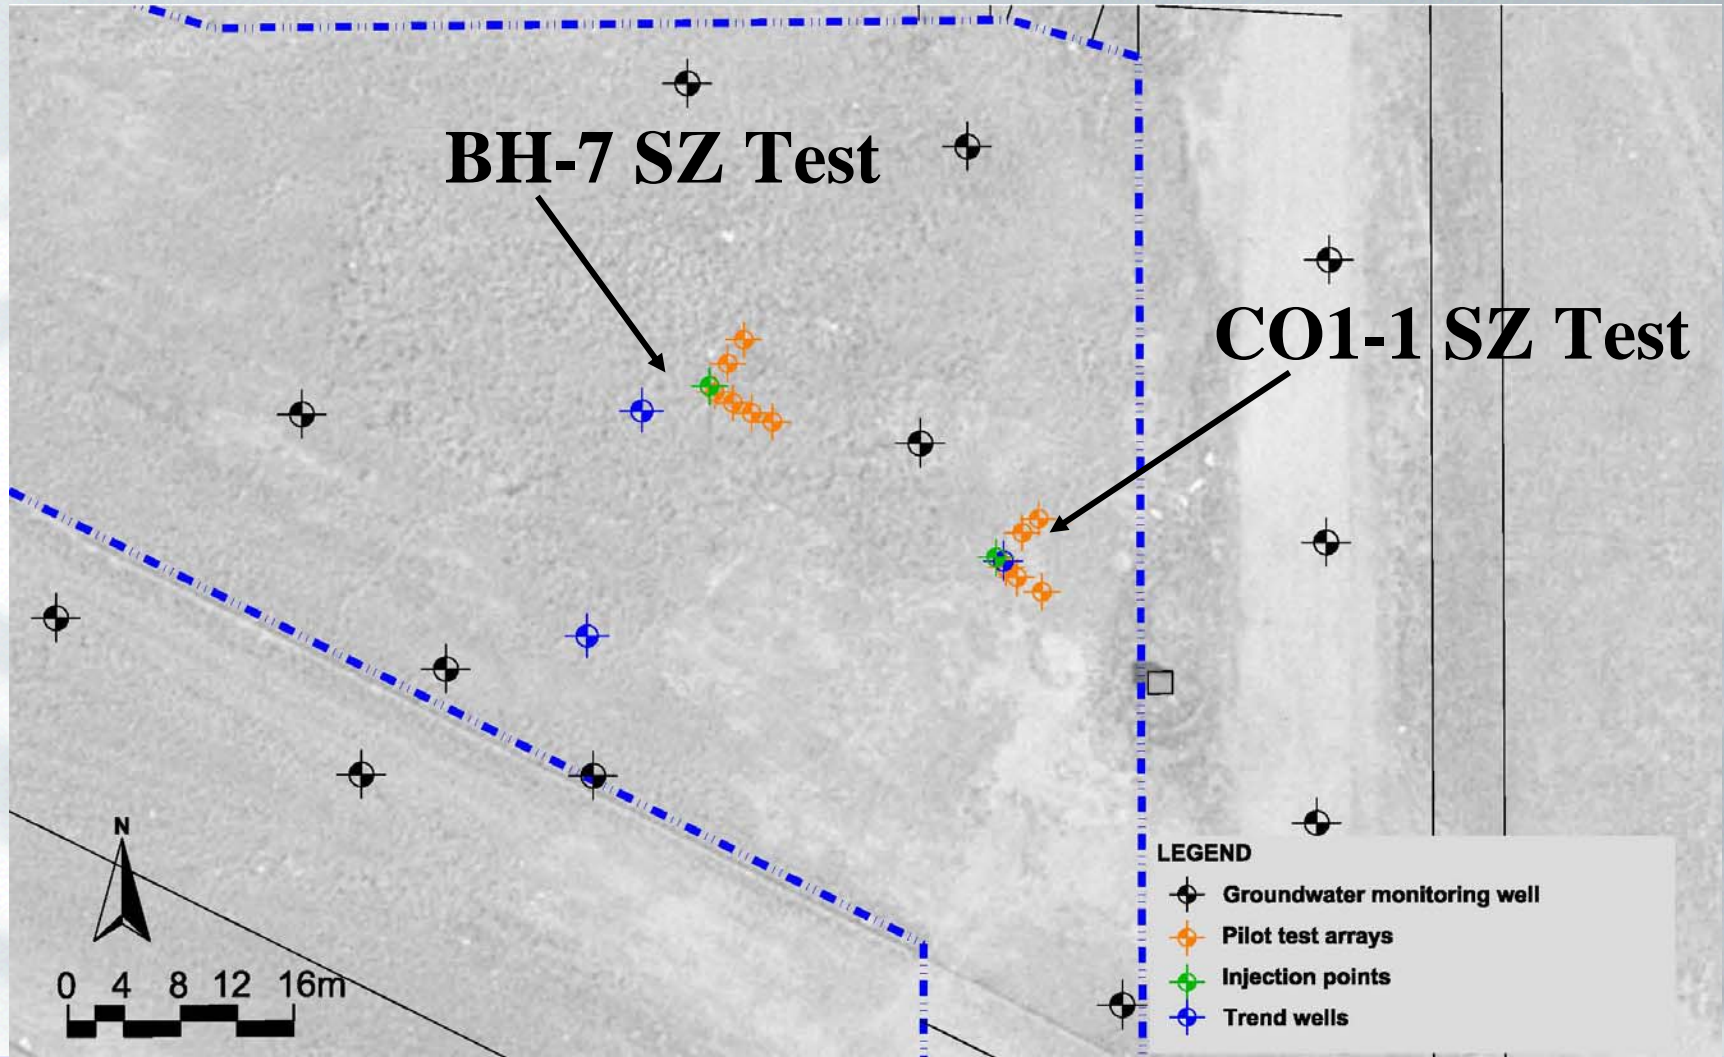 BH-7 SZ Test
CO1-1 SZ Test
N
0 4 8 12 16m
LEGEND
Groundwater monitoring well
Pilot test arrays
Injection points
Trend wells